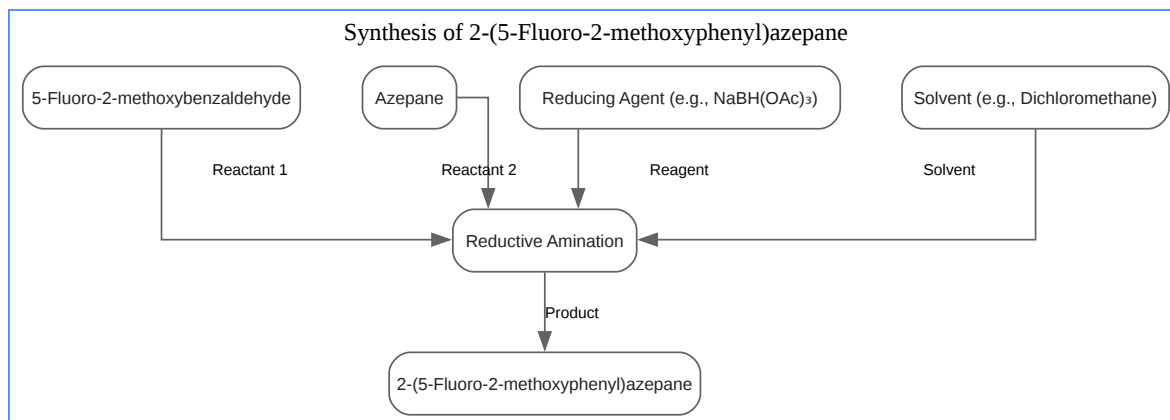 Synthesis of 2-(5-Fluoro-2-methoxyphenyl)azepane
5-Fluoro-2-methoxybenzaldehyde
Azepane
Reducing Agent (e.g., NaBH(OAc)₃)
Solvent (e.g., Dichloromethane)
Reactant 1
Reactant 2
Reagent
Solvent
Reductive Amination
Product
2-(5-Fluoro-2-methoxyphenyl)azepane